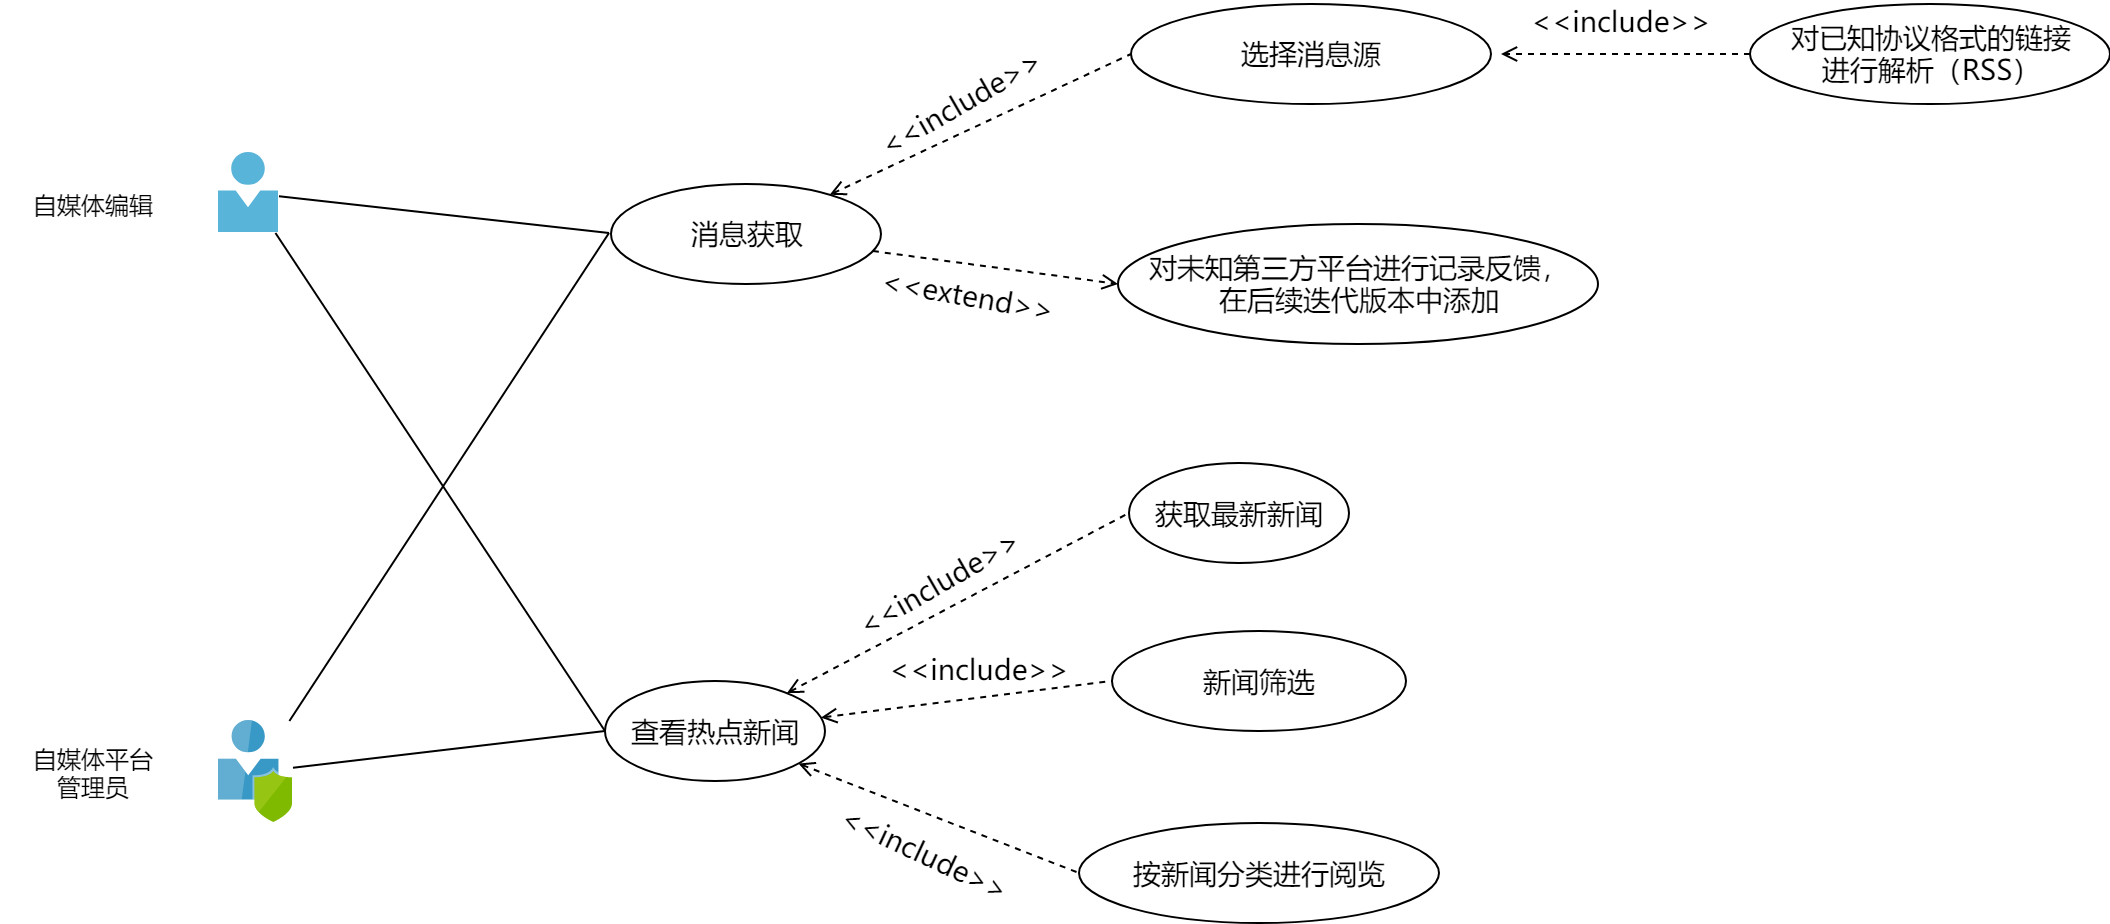 <<include>>
选择消息源
对已知协议格式的链接
进行解析（RSS）
<<include>>
自媒体编辑
消息获取
<<extend>>
对未知第三方平台进行记录反馈，
在后续迭代版本中添加
获取最新新闻
<<include>>
<<include>>
新闻筛选
查看热点新闻
自媒体平台
管理员
<<include>>
按新闻分类进行阅览